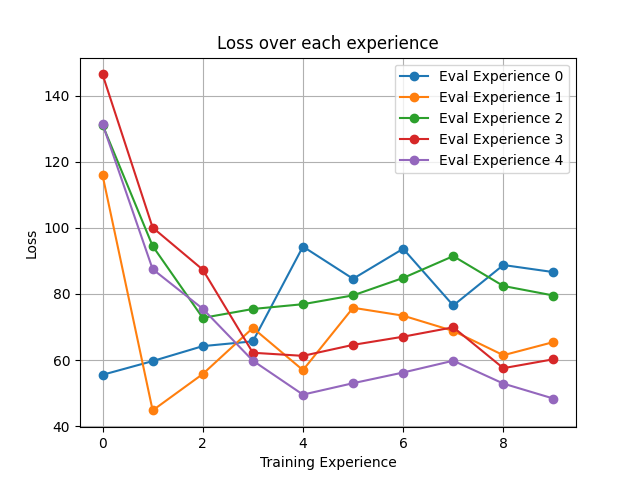 Loss over each experience
Eval Experience 0
Eval Experience 1
Eval Experience 2
Eval Experience 3
Eval Experience 4
Loss
140
120
100
80
60
40
0 2 4 6 8
Training Experience